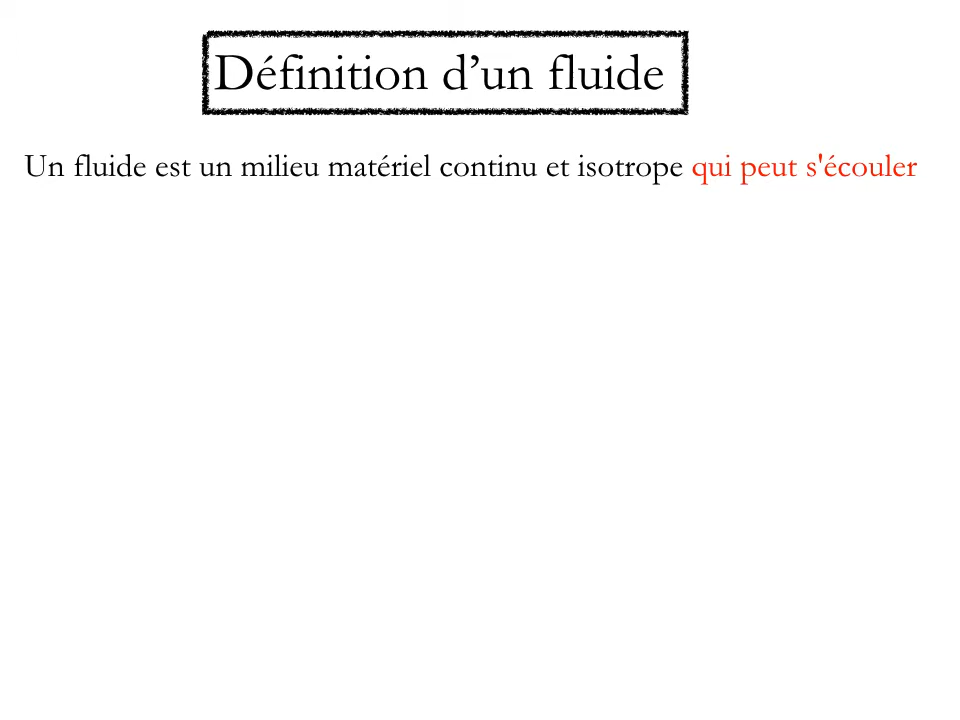 Définition d’un fluide
Un fluide est un milieu matériel continu et isotrope qui peut s'écouler